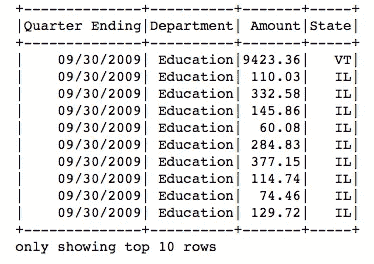 +--------------+----------+-------+-----+
|Quarter Ending|Department| Amount|State|
+--------------+----------+-------+-----+
|    09/30/2009| Education|9423.36|   VT|
|    09/30/2009| Education| 110.03|   IL|
|    09/30/2009| Education| 332.58|   IL|
|    09/30/2009| Education| 145.86|   IL|
|    09/30/2009| Education|  60.08|   IL|
|    09/30/2009| Education| 284.83|   IL|
|    09/30/2009| Education| 377.15|   IL|
|    09/30/2009| Education| 114.74|   IL|
|    09/30/2009| Education|  74.46|   IL|
|    09/30/2009| Education| 129.72|   IL|
+--------------+----------+-------+-----+
only showing top 10 rows